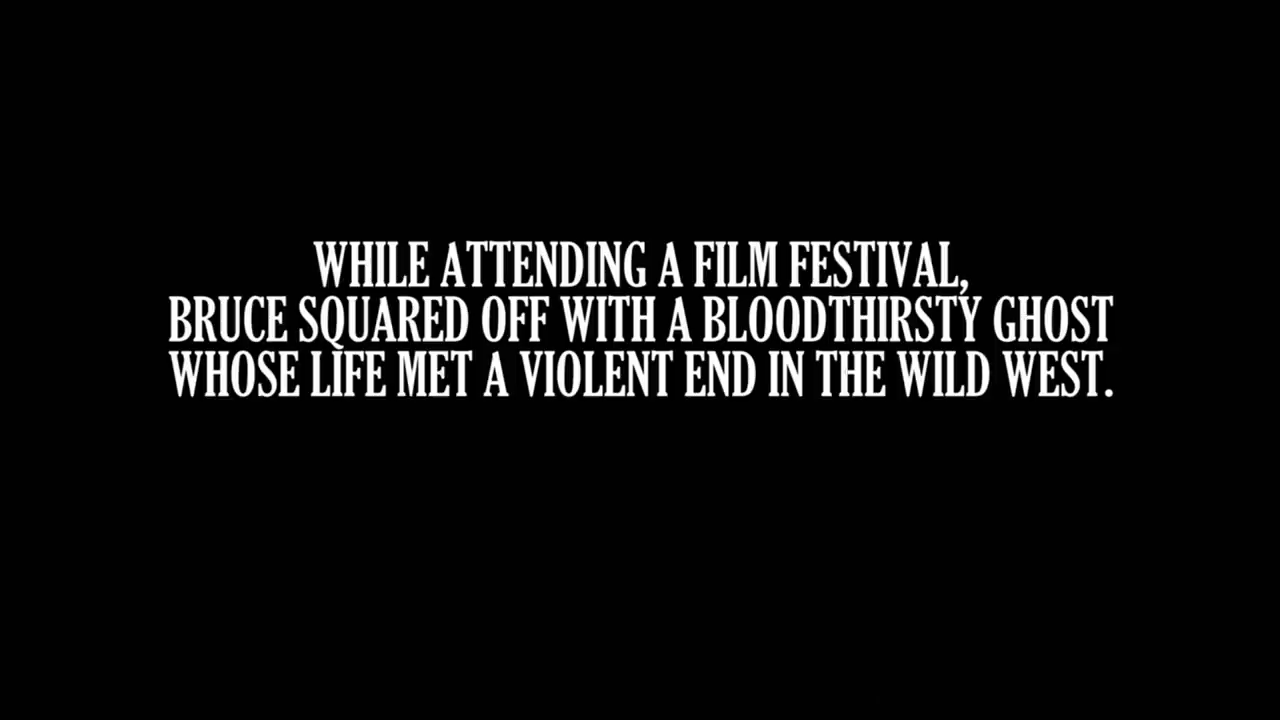 WHILE ATTENDING A FILM FESTIVAL,
BRUCE SQUARED OFF WITH A BLOODTHIRSTY GHOST
WHOSE LIFE MET A VIOLENT END IN THE WILD WEST.